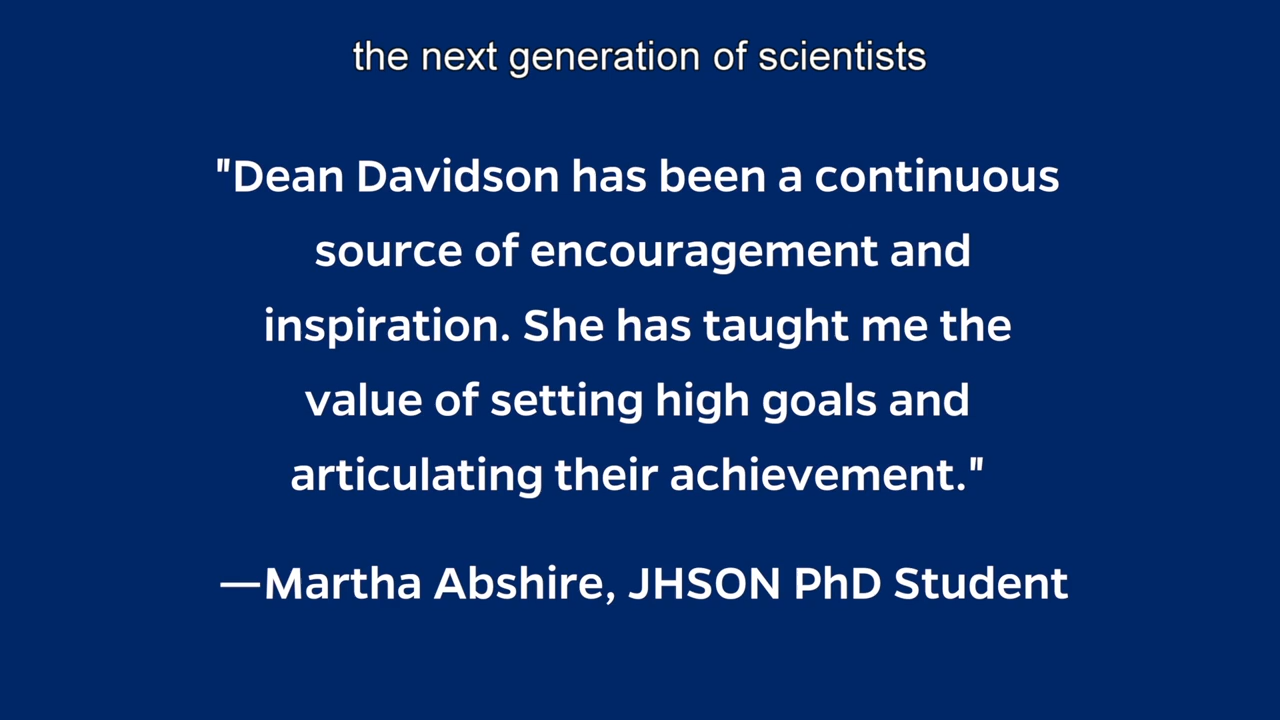 the next generation of scientists
"Dean Davidson has been a continuous
source of encouragement and
inspiration. She has taught me the
value of setting high goals and
articulating their achievement."
—Martha Abshire, JHSON PhD Student